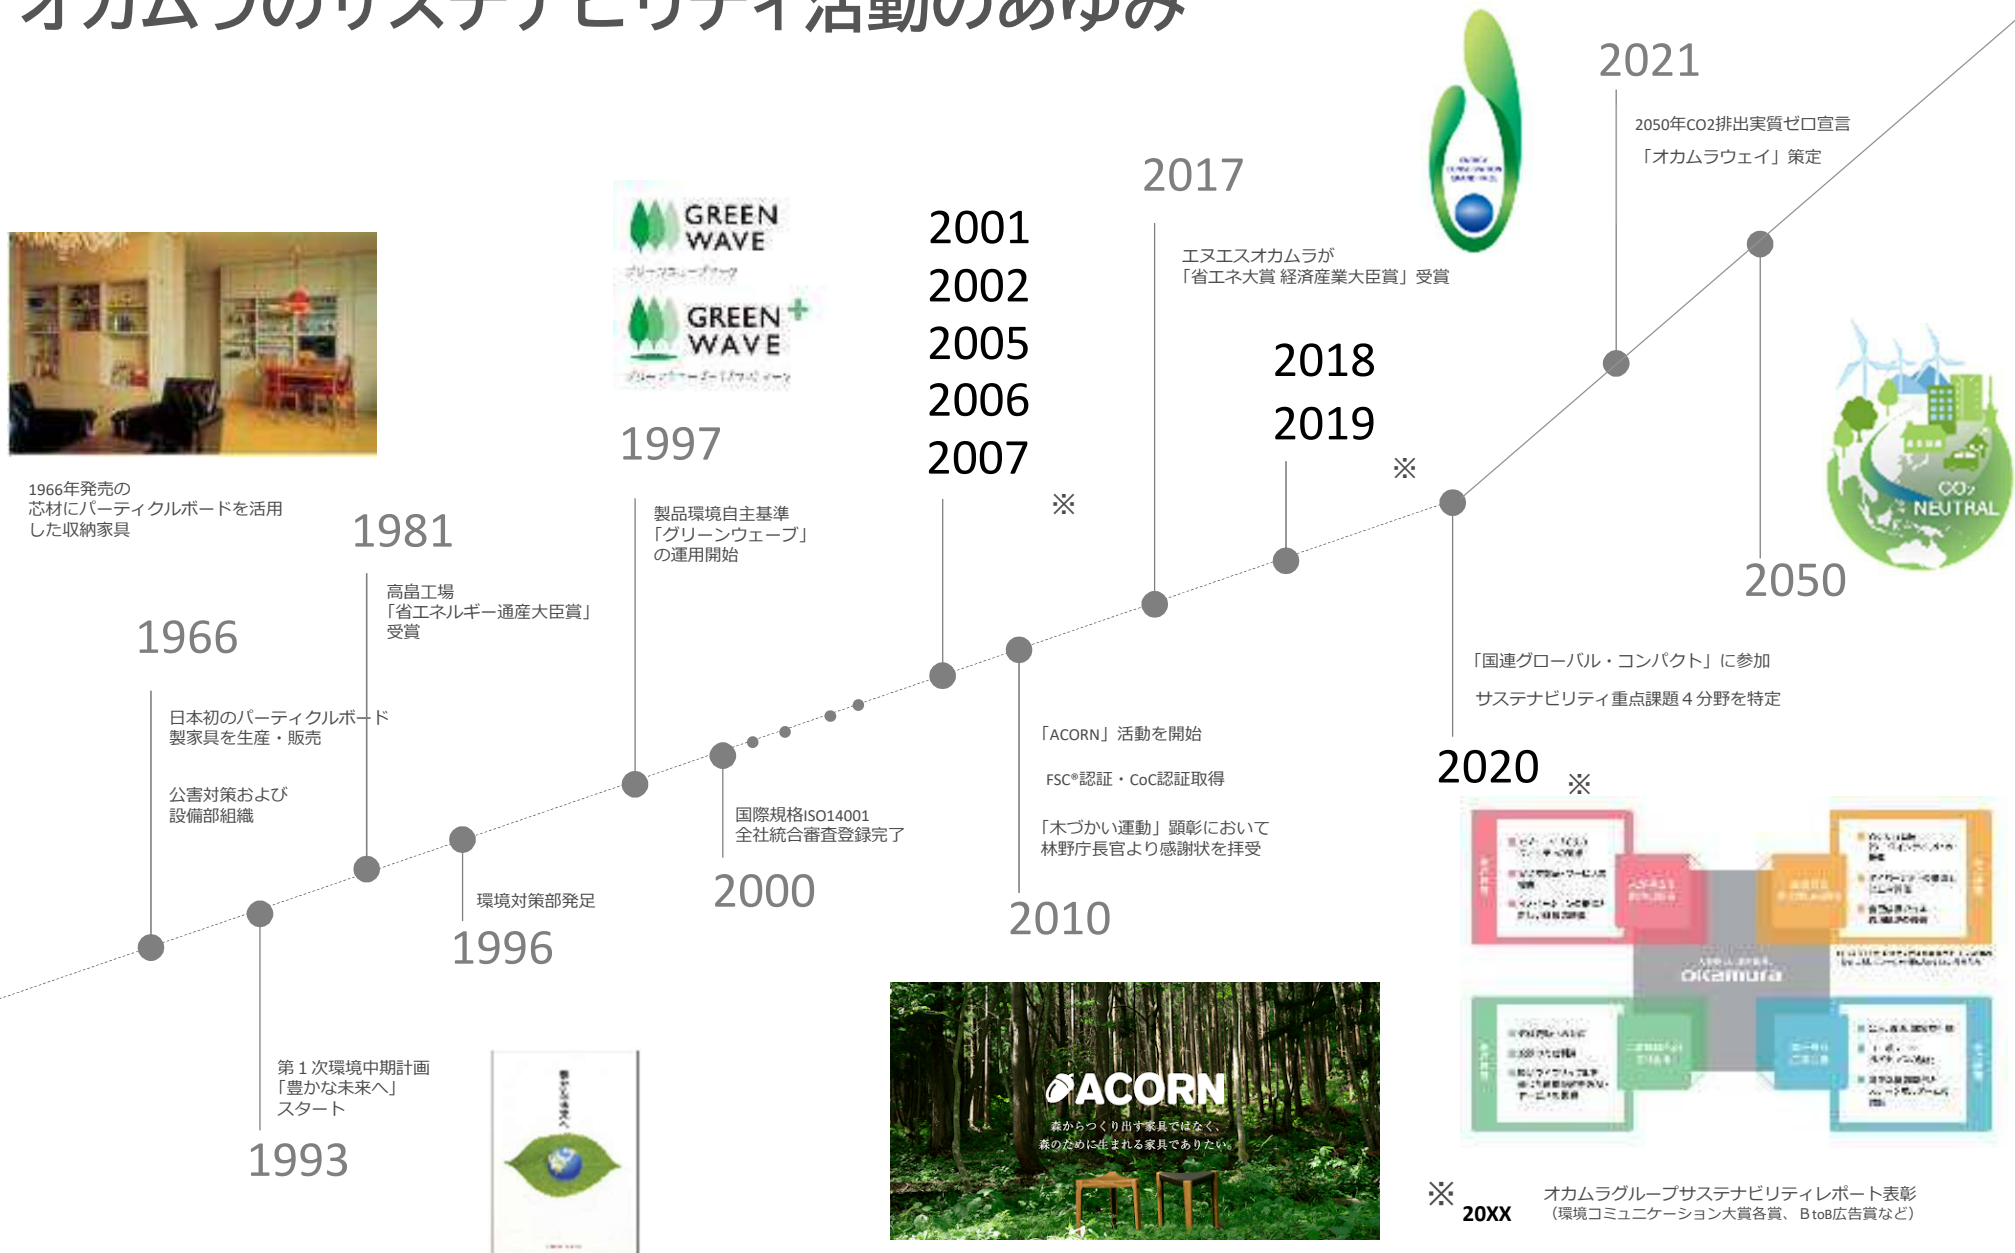 オカムラのサステナビリティ活動のあゆみ
1966年発売の
芯材にパーティクルボードを活用
した収納家具
1966
日本初のパーティクルボード
製家具を生産・販売
公害対策および
設備部組織
1981
高畠工場
「省エネルギー通産大臣賞」
受賞
第１次環境中期計画
「豊かな未来へ」
スタート
1993
環境対策部発足
1996
GREEN
WAVE
グリーンウェーブマーク
GREEN +
WAVE
1997
製品環境自主基準
「グリーンウェーブ」
の運用開始
国際規格ISO14001
全社統合審査登録完了
2000
2001
2002
2005
2006
2007
※
「ACORN」活動を開始
FSC®認証・CoC認証取得
「木づかい運動」顕彰において
林野庁長官より感謝状を拝受
2010
ACORN
森からつくり出す家具ではなく、
森のために生まれる家具でありたい。
2017
エヌエスオカムラが
「省エネ大賞 経済産業大臣賞」受賞
2018
2019
※
「国連グローバル・コンパクト」に参加
サステナビリティ重点課題４分野を特定
2020
※
okamura
2021
2050年CO2排出実質ゼロ宣言
「オカムラウェイ」策定
2050
CO₂
NEUTRAL
※
20XX
オカムラグループサステナビリティレポート表彰
（環境コミュニケーション大賞各賞、BtoB広告賞など）